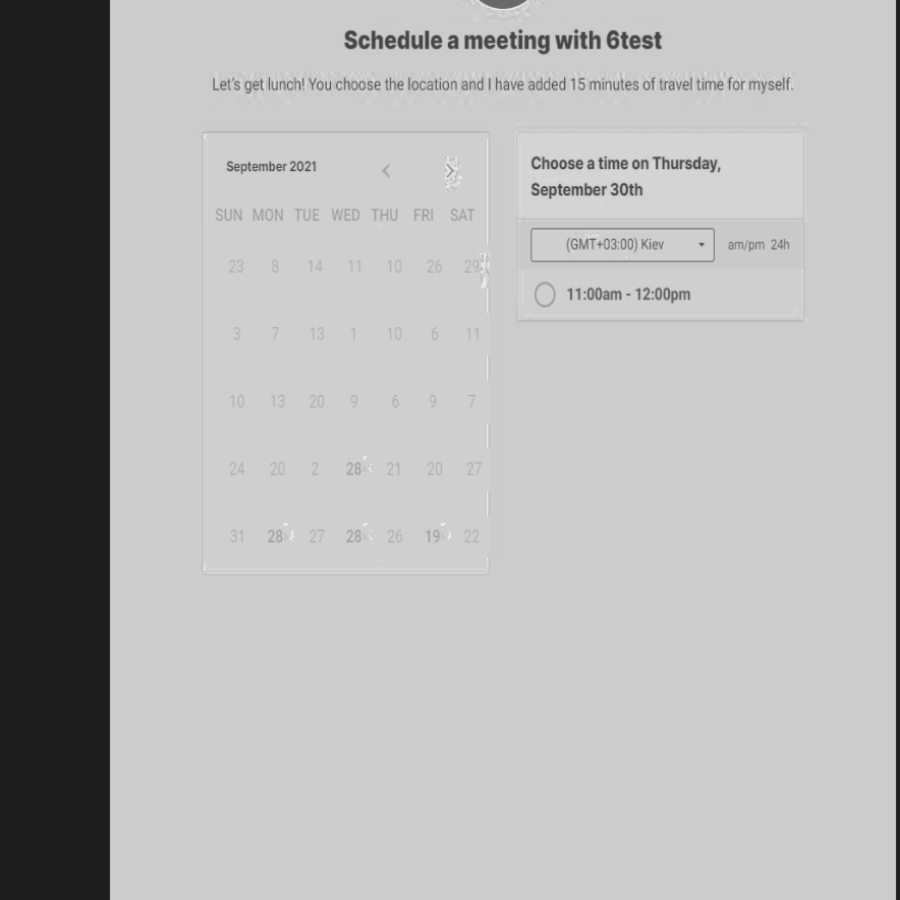 Schedule a meeting with 6test
Let's get lunch! You choose the location and I have added 15 minutes of travel time for myself.
September 2021
SUN MON TUE WED THU FRI SAT
23 8 14 11 10 26 29
3 7 13 1 10 6 11
10 13 20 9 6 9 7
24 20 2 28 21 20 27
31 28 27 28 26 19 22
Choose a time on Thursday,
September 30th
(GMT+03:00) Kiev am/pm 24h
11:00am - 12:00pm